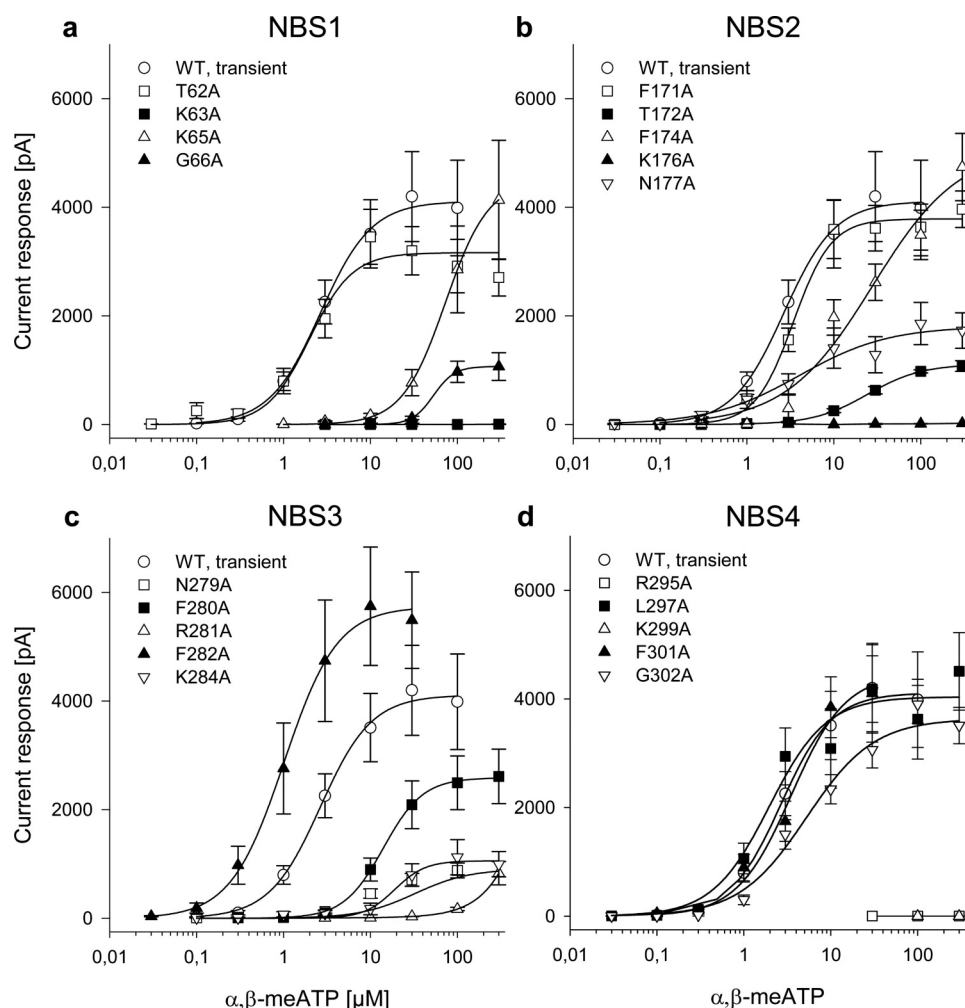 a NBS1
WT, transient
T62A
K63A
K65A
G66A
Current response [pA]
6000
4000
2000
0
0,01 0,1 1 10 100
b NBS2
WT, transient
F171A
T172A
F174A
K176A
N177A
6000
4000
2000
0
0,01 0,1 1 10 100
c NBS3
WT, transient
N279A
F280A
R281A
F282A
K284A
Current response [pA]
6000
4000
2000
0
0,01 0,1 1 10 100
α,β-meATP [µM]
d NBS4
WT, transient
R295A
L297A
K299A
F301A
G302A
6000
4000
2000
0
0,01 0,1 1 10 100
α,β-meATP